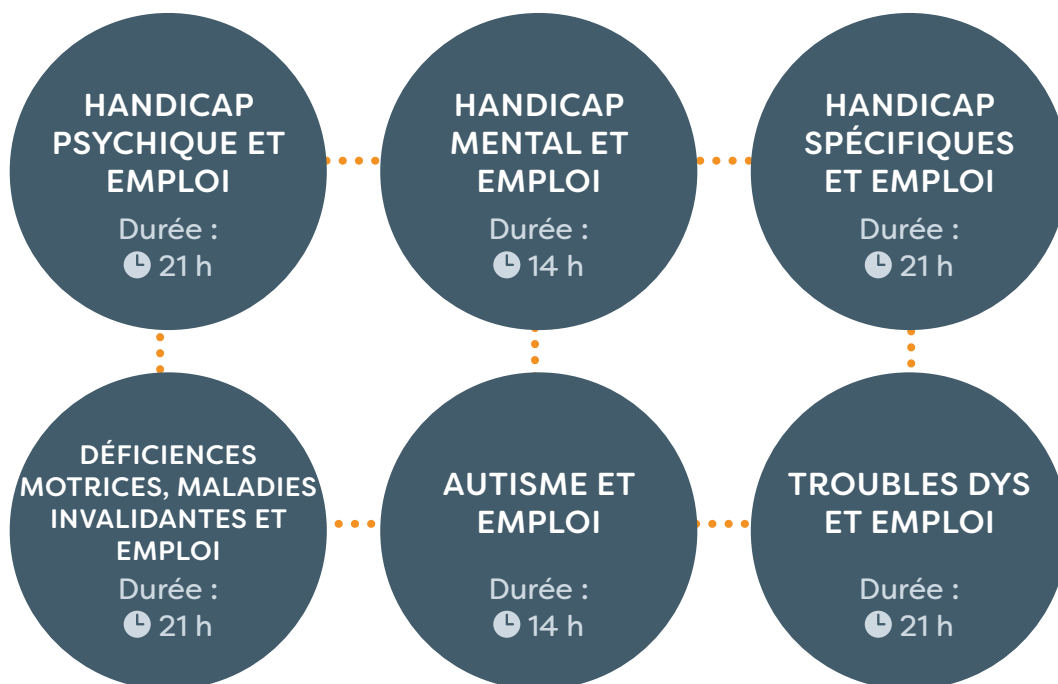 HANDICAP
PSYCHIQUE ET
EMPLOI
Durée :
21 h
HANDICAP
MENTAL ET
EMPLOI
Durée :
14 h
HANDICAP
SPÉCIFIQUES
ET EMPLOI
Durée :
21 h
DÉFICIENCES
MOTRICES, MALADIES
INVALIDANTES ET
EMPLOI
Durée :
21 h
AUTISME ET
EMPLOI
Durée :
14 h
TROUBLES DYS
ET EMPLOI
Durée :
21 h